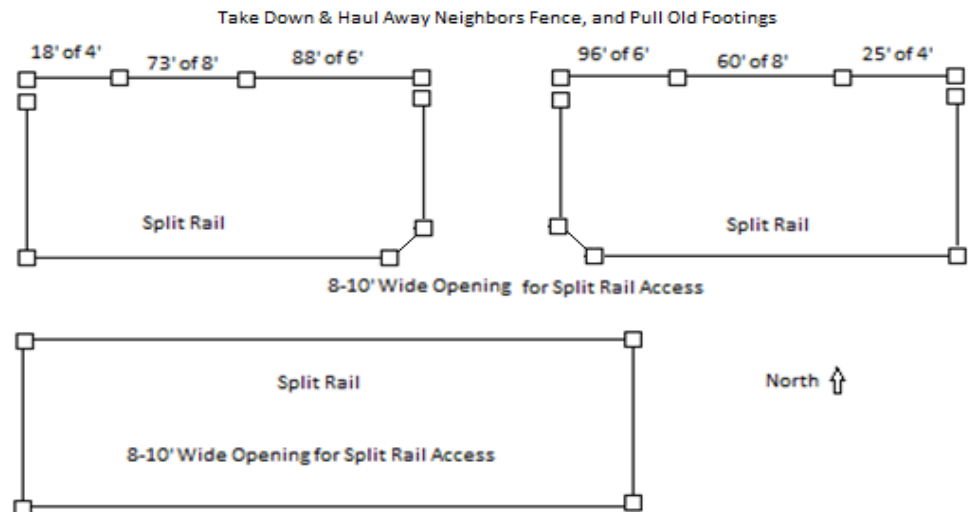 Take Down & Haul Away Neighbors Fence, and Pull Old Footings
18' of 4' 73' of 8' 88' of 6' 96' of 6' 60' of 8' 25' of 4'
Split Rail Split Rail
8-10' Wide Opening for Split Rail Access
Split Rail North
8-10' Wide Opening for Split Rail Access